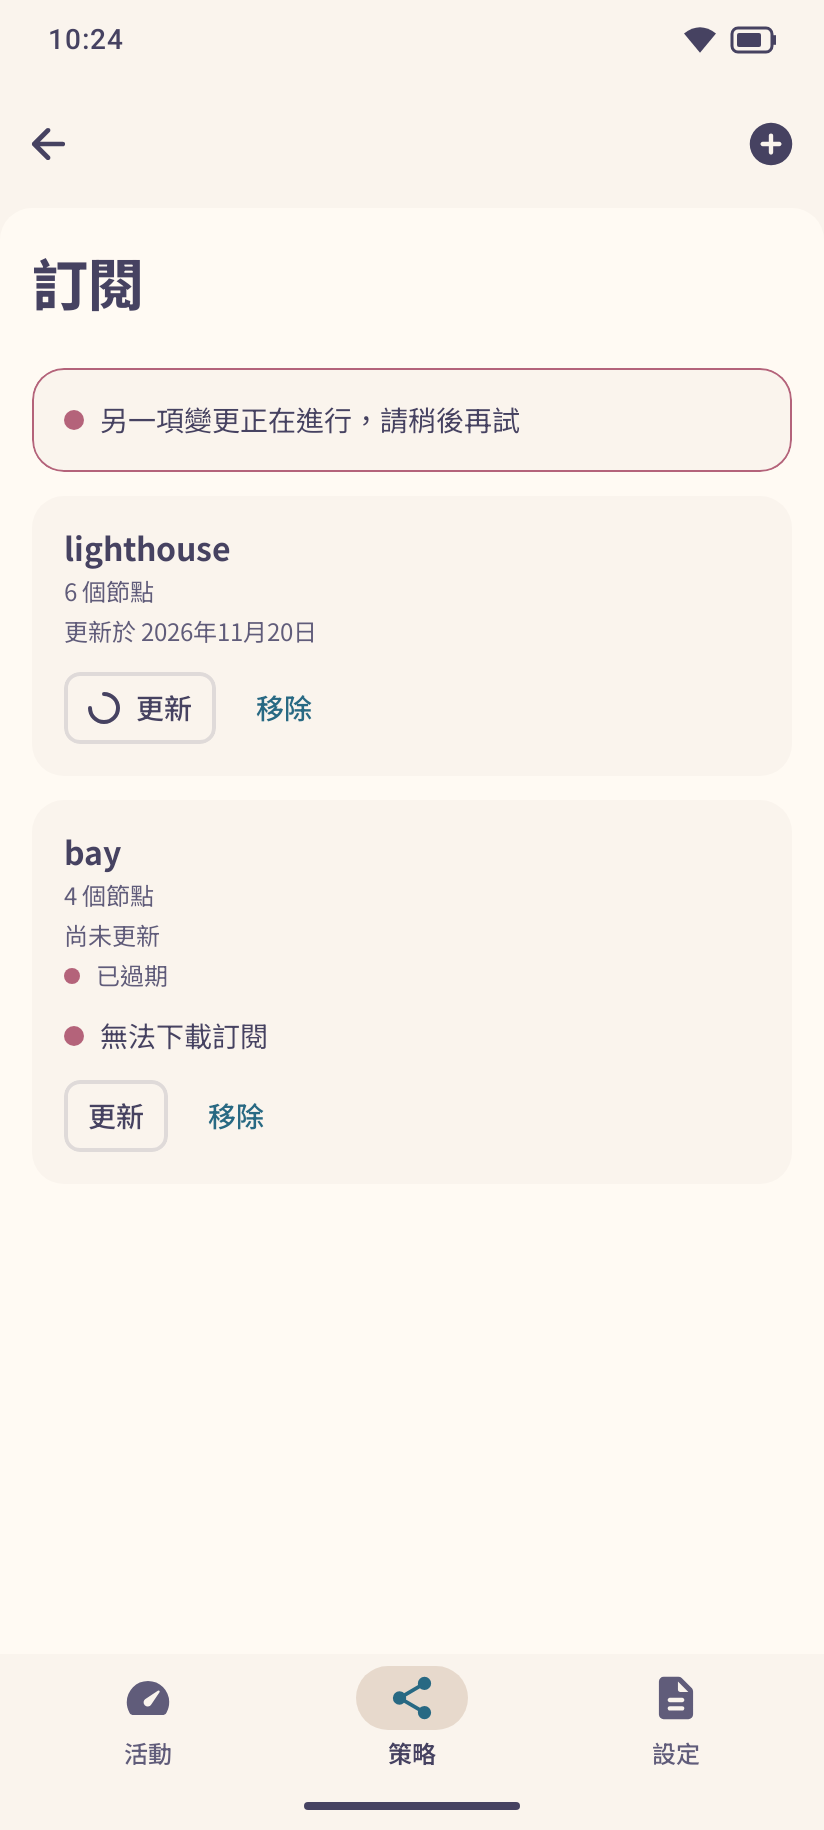 10:24
訂閱
另一項變更正在進行，請稍後再試
lighthouse
6 個節點
更新於 2026年11月20日
更新
移除
bay
4 個節點
尚未更新
已過期
無法下載訂閱
更新
移除
活動
策略
設定